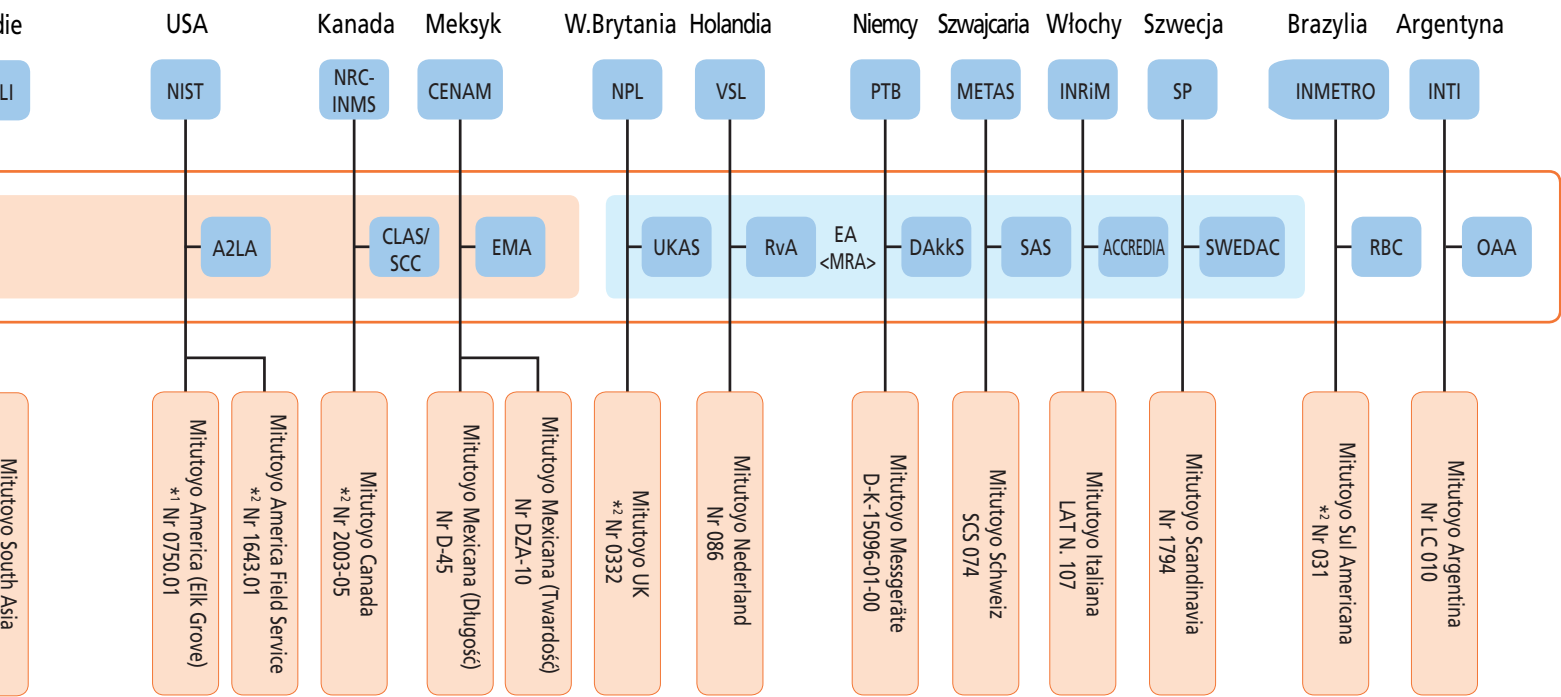 die
USA
Kanada
Meksyk
W.Brytania
Holandia
Niemcy
Szwajcaria
Włochy
Szwecja
Brazylia
Argentyna
LI
NIST
NRC-
INMS
CENAM
NPL
VSL
PTB
METAS
INRiM
SP
INMETRO
INTI
A2LA
CLAS/
SCC
EMA
UKAS
RvA
EA
<MRA>
DAkkS
SAS
ACCREDIA
SWEDAC
RBC
OAA
Mitutoyo South Asia
Mitutoyo America (Elk Grove)
*1 Nr 0750.01
Mitutoyo America Field Service
*2 Nr 1643.01
Mitutoyo Canada
*2 Nr 2003-05
Mitutoyo Mexicana (Długość)
Nr D-45
Mitutoyo Mexicana (Twardość)
Nr DZA-10
Mitutoyo UK
*2 Nr 0332
Mitutoyo Nederland
Nr 086
Mitutoyo Messgeräte
D-K-15096-01-00
Mitutoyo Schweiz
SCS 074
Mitutoyo Italiana
LAT N. 107
Mitutoyo Scandinavia
Nr 1794
Mitutoyo Sul Americana
*2 Nr 031
Mitutoyo Argentina
Nr LC 010